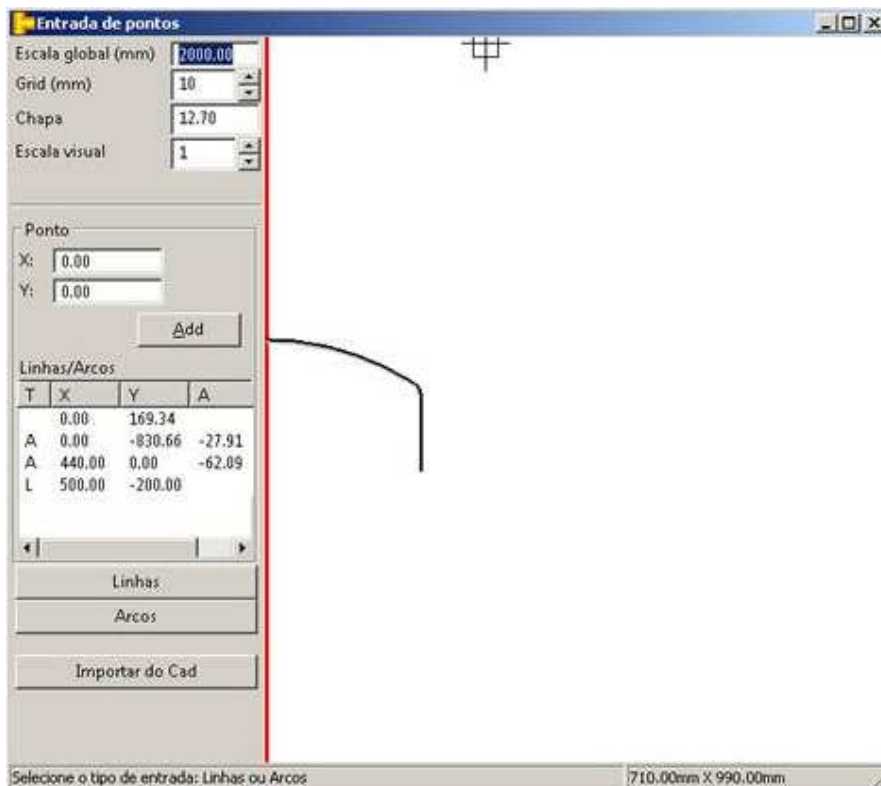 Entrada de pontos
Escala global (mm) 2000.00
Grid (mm) 10
Chapa 12.70
Escala visual 1
Ponto
X: 0.00
Y: 0.00
Add
Linhas/Arcos
T X Y A
0.00 169.34
A 0.00 -830.66 -27.91
A 440.00 0.00 -62.09
L 500.00 -200.00
Linhas
Arcos
Importar do Cad
Selecione o tipo de entrada: Linhas ou Arcos 710.00mm X 990.00mm